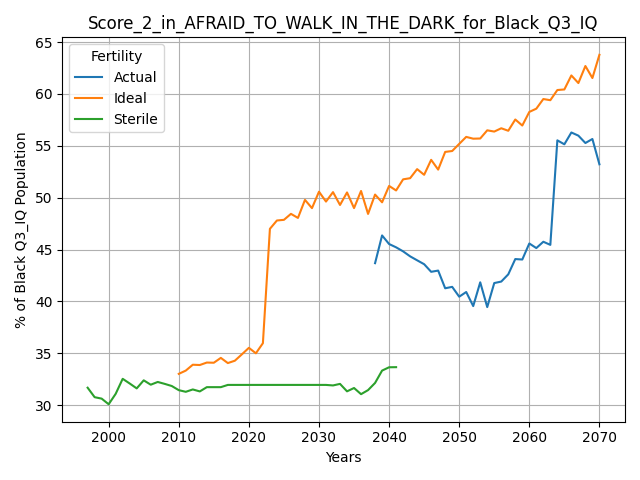 Score_2_in_AFRAID_TO_WALK_IN_THE_DARK_for_Black_Q3_IQ
Fertility
Actual
Ideal
Sterile
% of Black Q3_IQ Population
65
60
55
50
45
40
35
30
2000
2010
2020
2030
2040
2050
2060
2070
Years